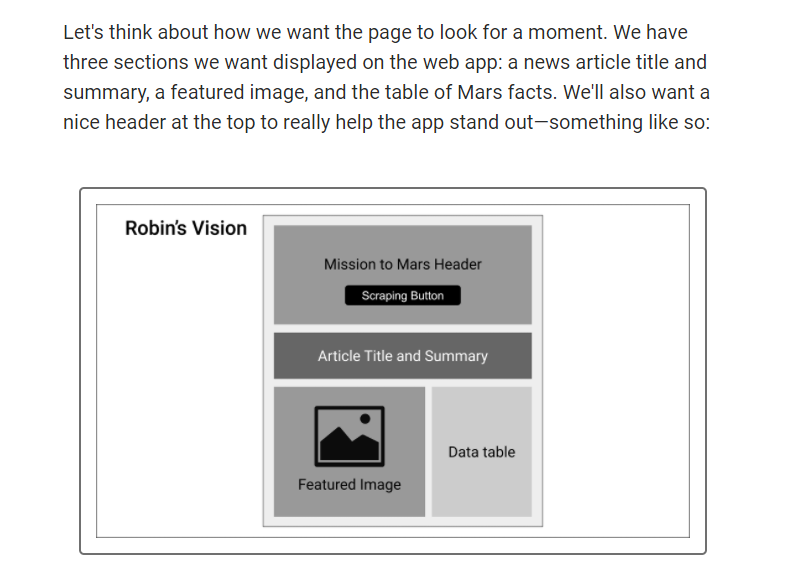 Let's think about how we want the page to look for a moment. We have
three sections we want displayed on the web app: a news article title and
summary, a featured image, and the table of Mars facts. We'll also want a
nice header at the top to really help the app stand out—something like so:
Robin's Vision
Mission to Mars Header
Scraping Button
Article Title and Summary
Featured Image
Data table